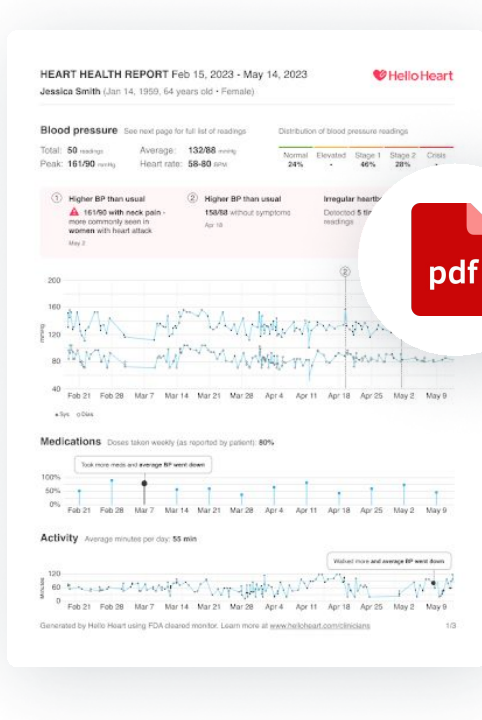 HEART HEALTH REPORT Feb 15, 2023 - May 14, 2023
Hello Heart
Jessica Smith (Jan 14, 1959, 64 years old • Female)
Blood pressure See next page for full list of readings
Total: 50 readings Average: 132/88 mmHg
Peak: 161/90 mmHg Heart rate: 58-80 BPM
Distribution of blood pressure readings
Normal Elevated Stage 1 Stage 2 Crisis
24% - 46% 28% -
1 Higher BP than usual
161/90 with neck pain -
more commonly seen in
women with heart attack
May 2
2 Higher BP than usual
158/88 without symptoms
Apr 18
Irregular heartb
Detected 5 ti
readings
pdf
2
mmHg
200
160
120
80
40
Feb 21 Feb 28 Mar 7 Mar 14 Mar 21 Mar 28 Apr 4 Apr 11 Apr 18 Apr 25 May 2 May 9
Sys Dias
Medications Doses taken weekly (as reported by patient): 80%
Took more meds and average BP went down
100%
50%
0%
Feb 21 Feb 28 Mar 7 Mar 14 Mar 21 Mar 28 Apr 4 Apr 11 Apr 18 Apr 25 May 2 May 9
Activity Average minutes per day: 55 min
Walked more and average BP went down
Minutes
120
60
0
Feb 21 Feb 28 Mar 7 Mar 14 Mar 21 Mar 28 Apr 4 Apr 11 Apr 18 Apr 25 May 2 May 9
Generated by Hello Heart using FDA cleared monitor. Learn more at www.helloheart.com/clinicians
1/3